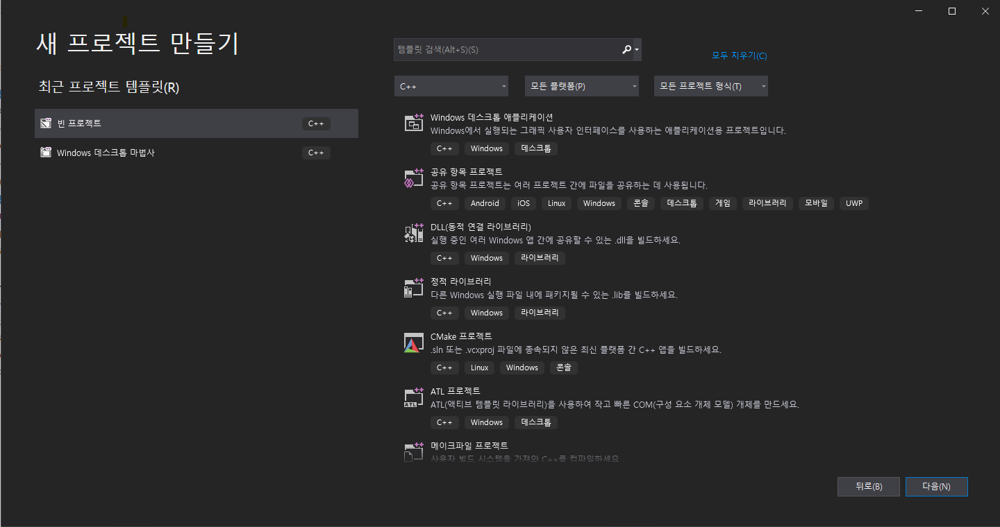 새 프로젝트 만들기
최근 프로젝트 템플릿(R)
빈 프로젝트 C++
Windows 데스크톱 마법사 C++
템플릿 검색(Alt+S)(S)
모두 지우기(C)
C++ 모든 플랫폼(P) 모든 프로젝트 형식(T)
Windows 데스크톱 애플리케이션
Windows에서 실행되는 그래픽 사용자 인터페이스를 사용하는 애플리케이션용 프로젝트입니다.
C++ Windows 데스크톱
공유 항목 프로젝트
공유 항목 프로젝트는 여러 프로젝트 간에 파일을 공유하는 데 사용됩니다.
C++ Android iOS Linux Windows 콘솔 데스크톱 게임 라이브러리 모바일 UWP
DLL(동적 연결 라이브러리)
실행 중인 여러 Windows 앱 간에 공유할 수 있는 .dll을 빌드하세요.
C++ Windows 라이브러리
정적 라이브러리
다른 Windows 실행 파일 내에 패키지될 수 있는 .lib를 빌드하세요.
C++ Windows 라이브러리
CMake 프로젝트
.sln 또는 .vcxproj 파일에 종속되지 않은 최신 플랫폼 간 C++ 앱을 빌드하세요.
C++ Linux Windows 콘솔
ATL 프로젝트
ATL(액티브 템플릿 라이브러리)을 사용하여 작고 빠른 COM(구성 요소 개체 모델) 개체를 만드세요.
C++ Windows 데스크톱
메이크파일 프로젝트
사용자 빌드 시스템을 가져와 C++를 컴파일하세요
뒤로(B) 다음(N)